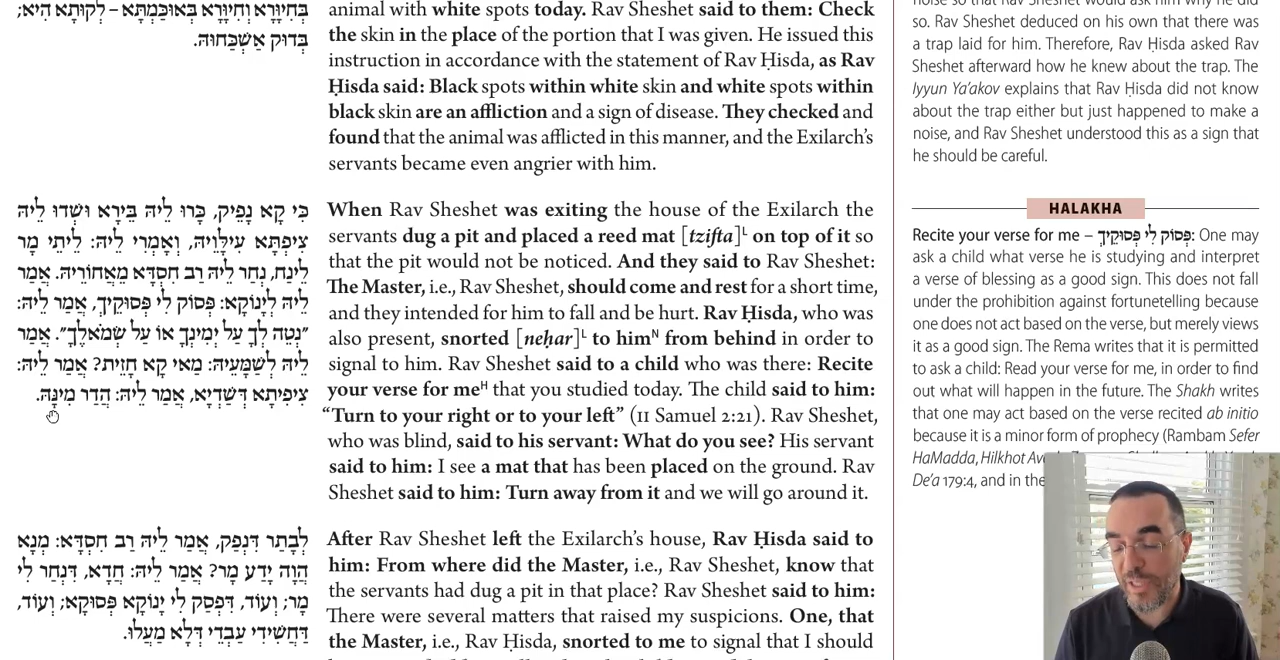 בְּחִיוָּרָא וְחִיוָּרָא בְּאוּכַּמְתָּא – לְקוּתָא הִיא;
בְּדוּק אַשְׁכַּחוּהּ.
כִּי קָא נָפֵיק, כָּרוּ לֵיהּ בֵּירָא וּשְׁדוּ לֵיהּ
צִיפְתָא עִילָּוֵיהּ, וְאָמְרִי לֵיהּ: לֵיתֵי מָר
לֵינַח, נְחַר לֵיהּ רַב חִסְדָּא מֵאַחוֹרֵיהּ. אֲמַר
לֵיהּ לְיָנוֹקָא: פְּסוֹק לִי פְּסוּקֵיךְ, אֲמַר לֵיהּ:
״נְטֵה לְךָ עַל יְמִינְךָ אוֹ עַל שְׂמֹאלֶךָ״. אֲמַר
לֵיהּ לְשַׁמָּעֵיהּ: מַאי קָא חָזֵית? אֲמַר לֵיהּ:
צִיפִיתָא דְּשַׁדְיָא, אֲמַר לֵיהּ: הֲדַר מִינָּהּ.
לְבָתַר דִּנְפַק, אֲמַר לֵיהּ רַב חִסְדָּא: מְנָא
הֲוָה יָדַע מָר? אֲמַר לֵיהּ: חֲדָא, דִּנְחַר לִי
מָר; וְעוֹד, דִּפְסַק לִי יָנוֹקָא פְּסוּקָא; וְעוֹד,
דַּחֲשִׁידִי עַבְדֵי דְּלָא מַעֲלוּ.
animal with white spots today. Rav Sheshet said to them: Check
the skin in the place of the portion that I was given. He issued this
instruction in accordance with the statement of Rav Ḥisda, as Rav
Ḥisda said: Black spots within white skin and white spots within
black skin are an affliction and a sign of disease. They checked and
found that the animal was afflicted in this manner, and the Exilarch's
servants became even angrier with him.
When Rav Sheshet was exiting the house of the Exilarch the
servants dug a pit and placed a reed mat [tzifta]L on top of it so
that the pit would not be noticed. And they said to Rav Sheshet:
The Master, i.e., Rav Sheshet, should come and rest for a short time,
and they intended for him to fall and be hurt. Rav Ḥisda, who was
also present, snorted [neḥar]L to himN from behind in order to
signal to him. Rav Sheshet said to a child who was there: Recite
your verse for meH that you studied today. The child said to him:
“Turn to your right or to your left” (II Samuel 2:21). Rav Sheshet,
who was blind, said to his servant: What do you see? His servant
said to him: I see a mat that has been placed on the ground. Rav
Sheshet said to him: Turn away from it and we will go around it.
After Rav Sheshet left the Exilarch's house, Rav Ḥisda said to
him: From where did the Master, i.e., Rav Sheshet, know that
the servants had dug a pit in that place? Rav Sheshet said to him:
There were several matters that raised my suspicions. One, that
the Master, i.e., Rav Ḥisda, snorted to me to signal that I should
noise so that Rav Sheshet would ask him why he did
so. Rav Sheshet deduced on his own that there was
a trap laid for him. Therefore, Rav Ḥisda asked Rav
Sheshet afterward how he knew about the trap. The
Iyyun Ya'akov explains that Rav Ḥisda did not know
about the trap either but just happened to make a
noise, and Rav Sheshet understood this as a sign that
he should be careful.
HALAKHA
Recite your verse for me – פְּסוֹק לִי פְּסוּקֵיךְ: One may
ask a child what verse he is studying and interpret
a verse of blessing as a good sign. This does not fall
under the prohibition against fortunetelling because
one does not act based on the verse, but merely views
it as a good sign. The Rema writes that it is permitted
to ask a child: Read your verse for me, in order to find
out what will happen in the future. The Shakh writes
that one may act based on the verse recited ab initio
because it is a minor form of prophecy (Rambam Sefer
HaMadda, Hilkhot
De'a 179:4, and in the